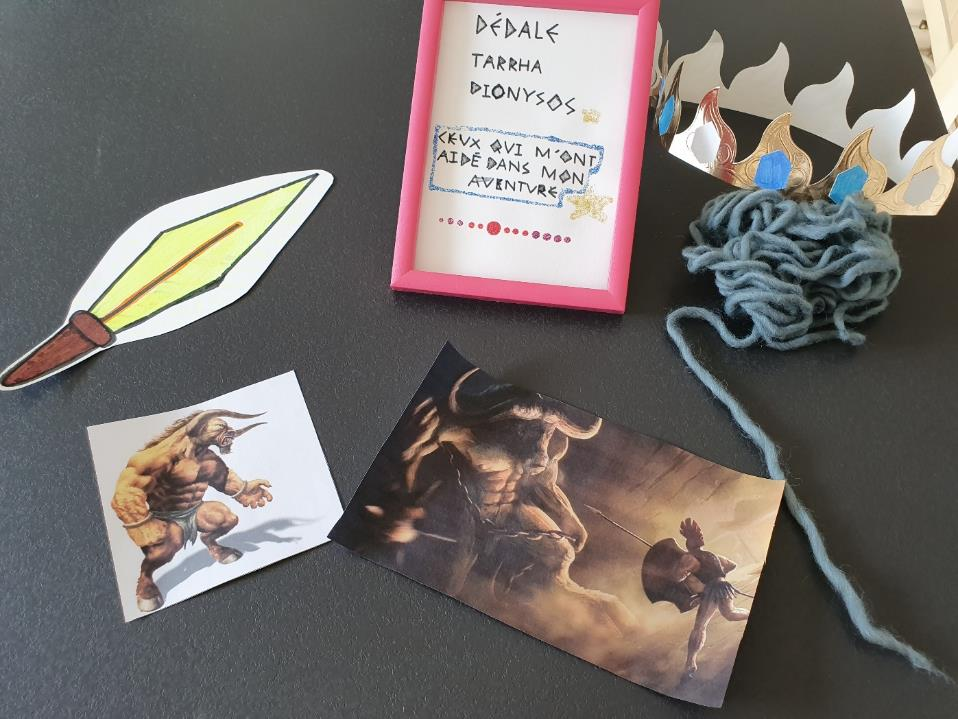 DÉDALE
TARRHA
DIONYSOS
CEUX QUI M'ONT
AIDÉ DANS MON
AVENTURE